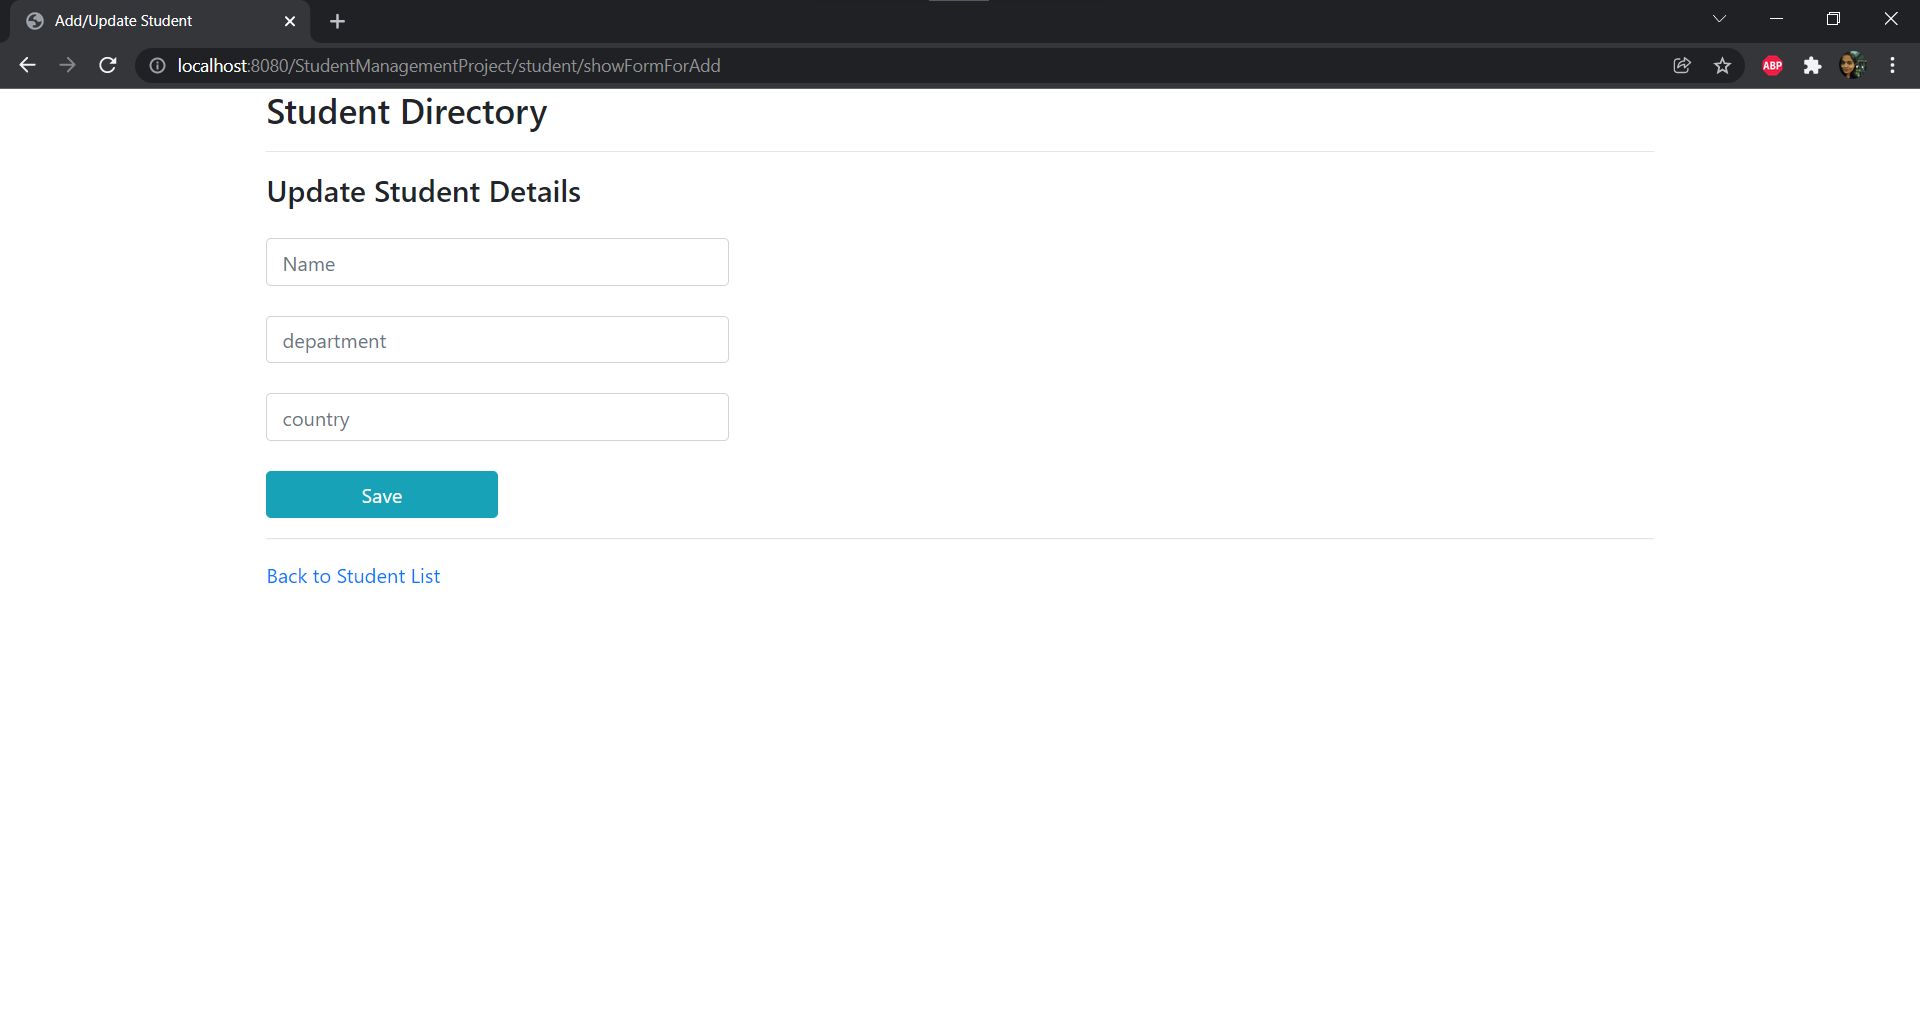 Add/Update Student
localhost:8080/StudentManagementProject/student/showFormForAdd
ABP
Student Directory
Update Student Details
Name
department
country
Save
Back to Student List